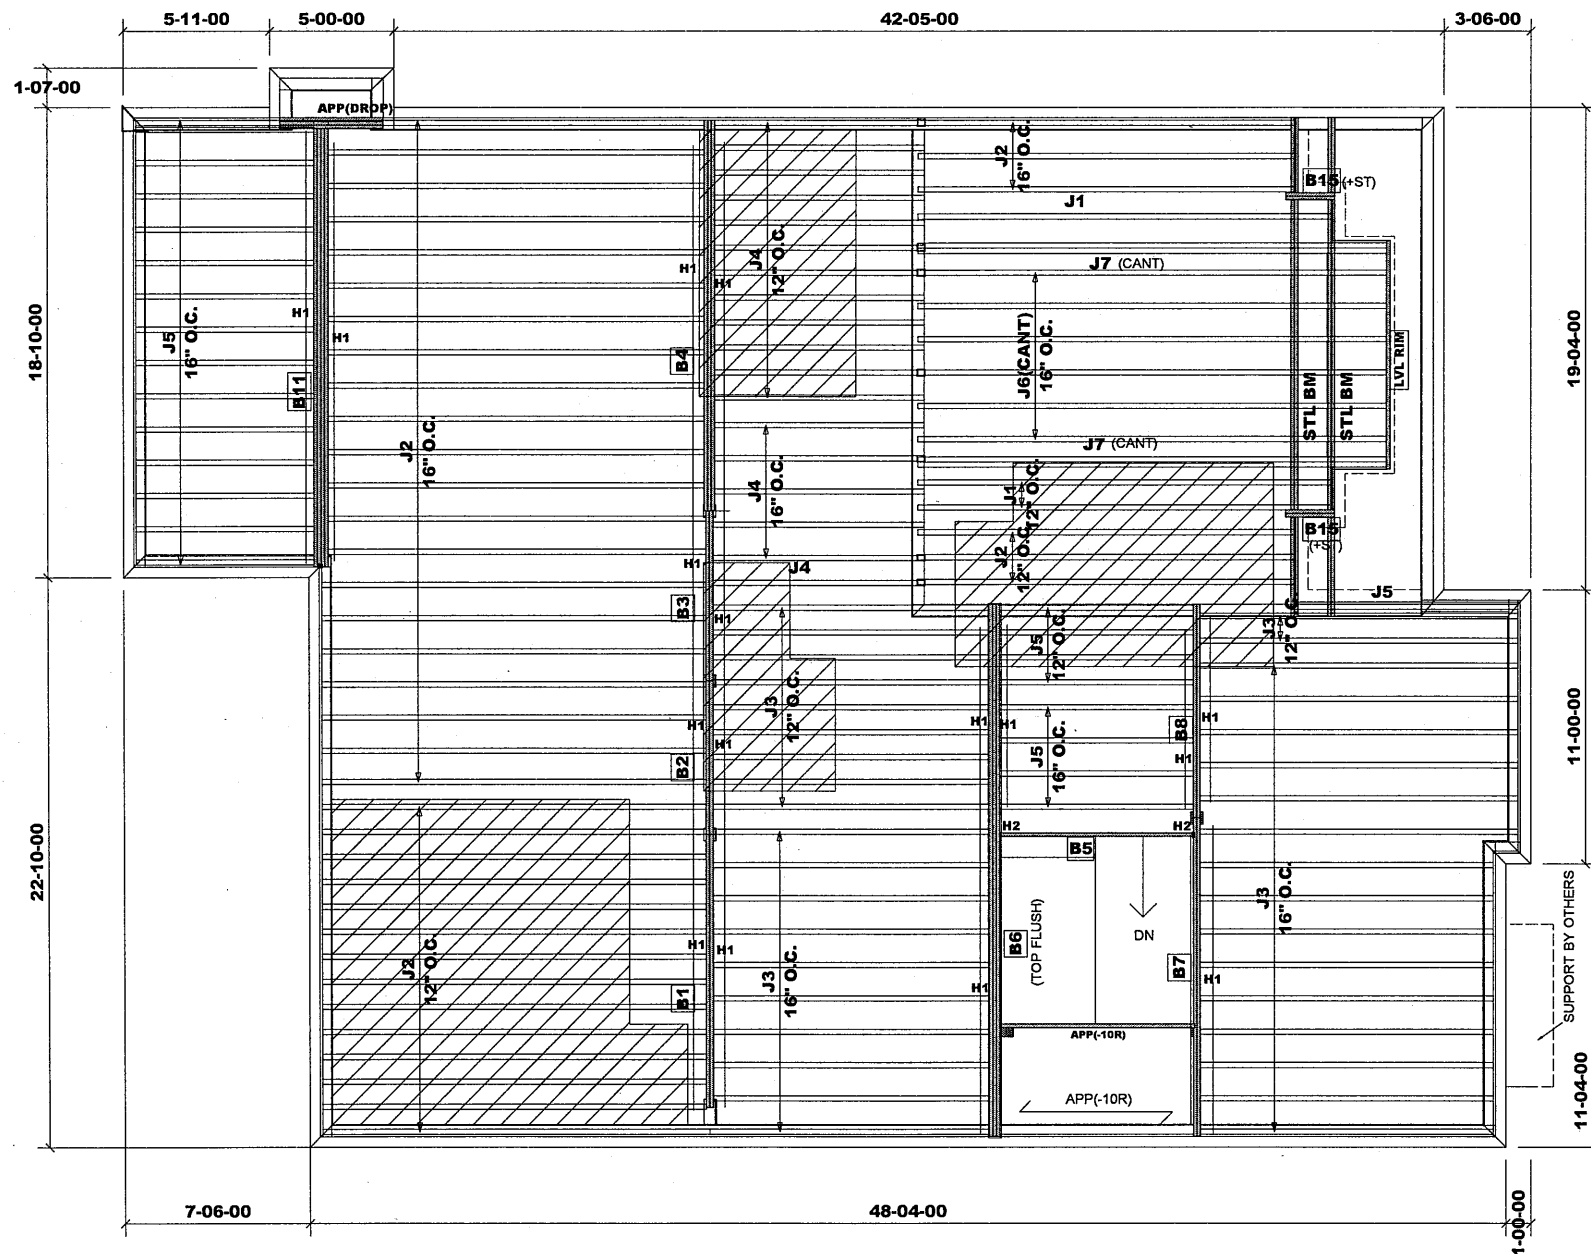 5-11-00
5-00-00
42-05-00
3-06-00
1-07-00
APP(DROP)
J2
16" O.C.
B15 (+ST)
J1
J4
12" O.C.
J7 (CANT)
H1
H1
H1
H1
J5
16" O.C.
18-10-00
19-04-00
B4
J6(CANT)
16" O.C.
LVL RIM
B11
STL BM
STL BM
J2
16" O.C.
J7 (CANT)
J4
16" O.C.
J1
12" O.C.
B15
(+ST)
J2
12" O.C.
H1
J4
J5
B3
H1
J3
12" O.C.
J5
12" O.C.
J3
12" O.C.
H1
H1
H1
H1
H1
B8
H1
J5
16" O.C.
B2
11-00-00
H2
H2
B5
22-10-00
J3
16" O.C.
SUPPORT BY OTHERS
DN
B6
(TOP FLUSH)
J2
12" O.C.
H1
H1
B7
H1
H1
J3
16" O.C.
B1
APP(-10R)
APP(-10R)
11-04-00
7-06-00
48-04-00
1-00-00